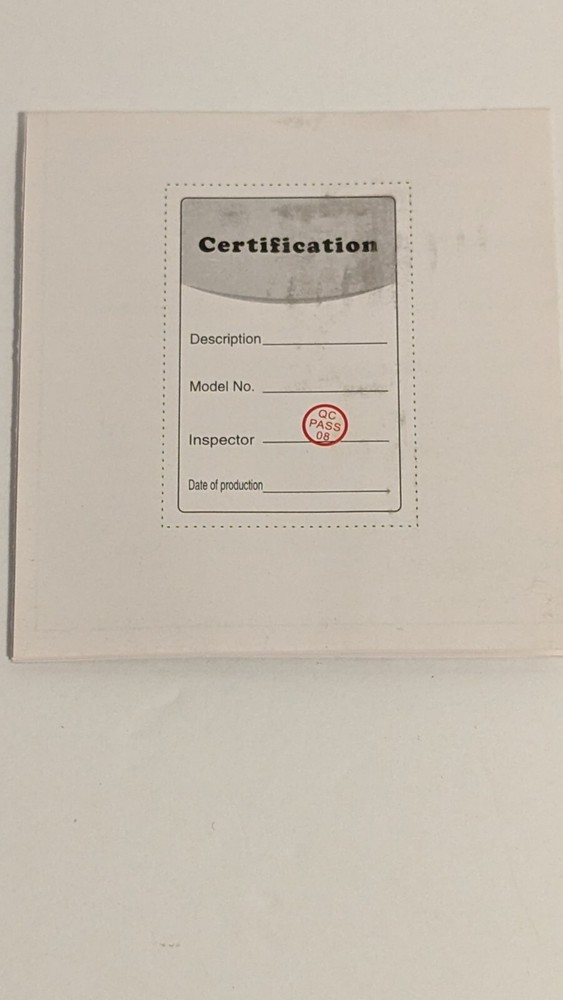 Certification
Description
Model No.
Inspector
QC
PASS
08
Date of production